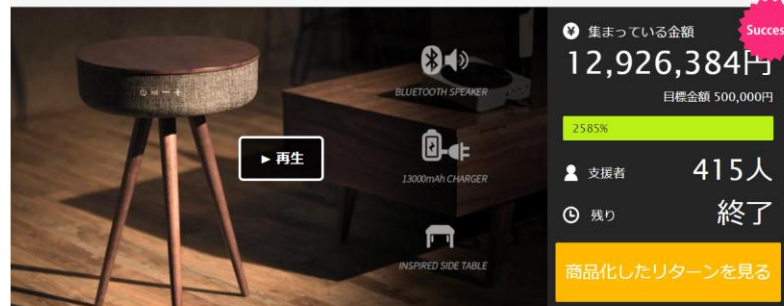 BLUETOOTH SPEAKER
13000mAh CHARGER
INSPIRED SIDE TABLE
▶ 再生
集まっている金額
Succes
12,926,384円
目標金額 500,000円
2585%
支援者 415人
残り 終了
商品化したリターンを見る